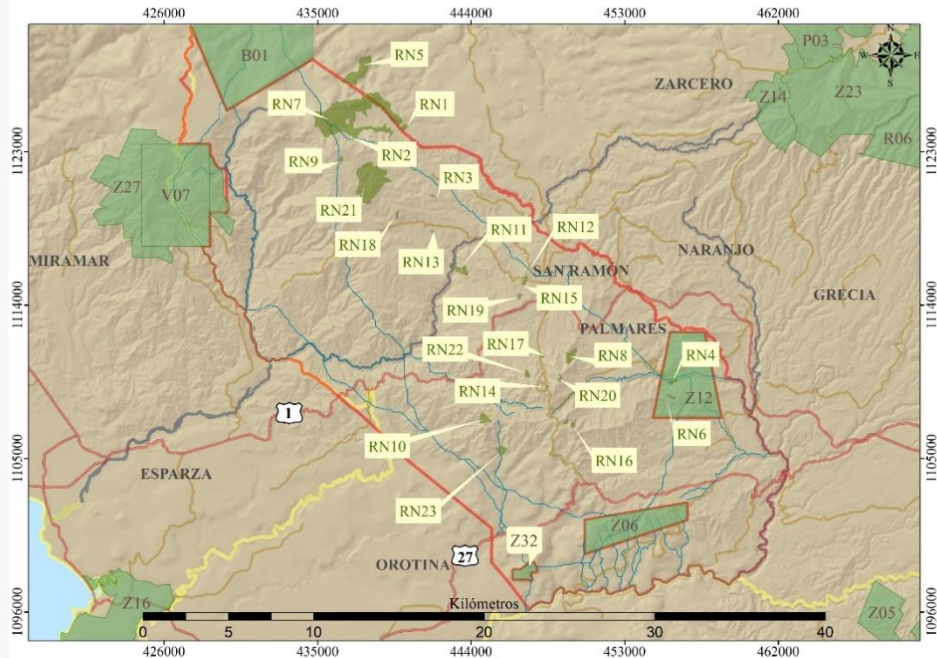 426000 435000 444000 453000 462000
P03
B01
RN5
W E
S
ZARCERO
Z14 Z23
RN7 RN1
R06
1123000 1123000
RN2
RN9
RN3
Z27 V07
RN21
RN11 RN12
RN18
NARANJO
RN13
MIRAMAR
SAN RAMÓN
GRECIA
RN19 RN15
1114000 1114000
PALMARES
RN17
RN22 RN8 RN4
RN14 RN20 Z12
1
RN10 RN6
RN16
1105000 1105000
ESPARZA
RN23
Z06
27 Z32
OROTINA
Z16 Kilómetros Z05
1096000 1096000
0 5 10 20 30 40
426000 435000 444000 453000 462000